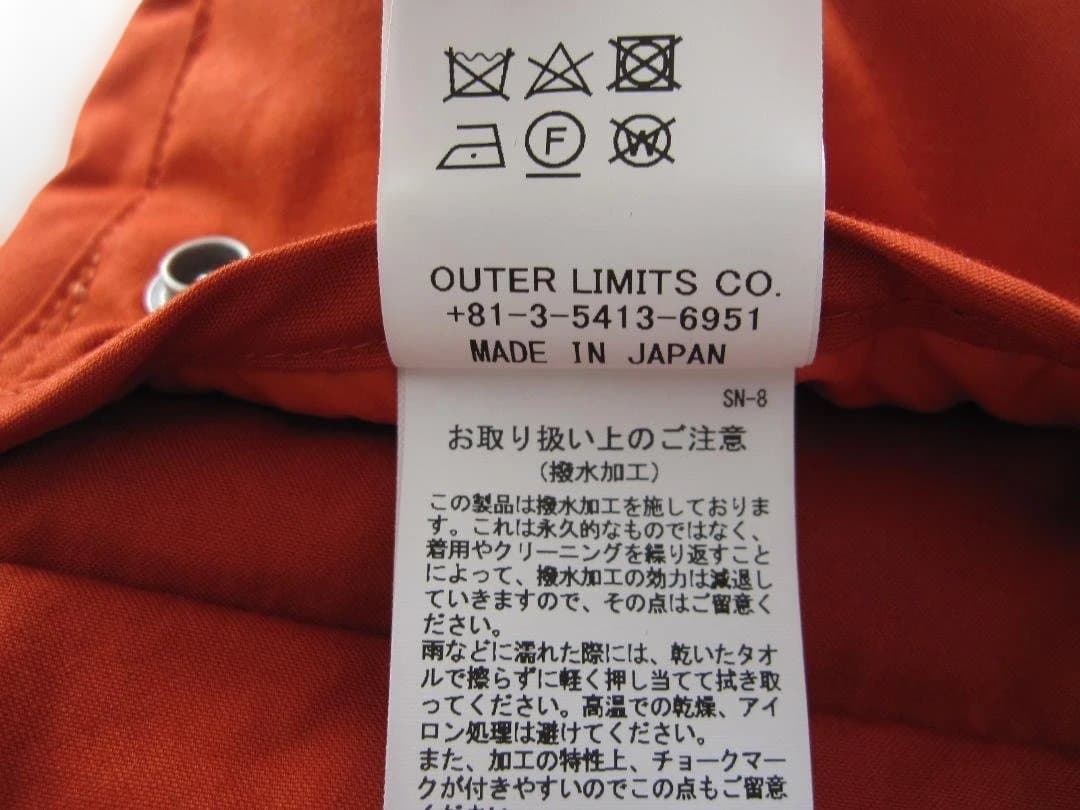 F
W
OUTER LIMITS CO.
+81-3-5413-6951
MADE IN JAPAN
SN-8
お取り扱い上のご注意
(撥水加工)
この製品は撥水加工を施しておりま
す。これは永久的なものではなく、
着用やクリーニングを繰り返すこと
によって、撥水加工の効力は減退し
ていきますので、その点はご留意く
ださい。
雨などに濡れた際には、乾いたタオ
ルで擦らずに軽く押し当てて拭き取
ってください。高温での乾燥、アイ
ロン処理は避けてください。
また、加工の特性上、チョークマー
クが付きやすいのでこの点もご留意
ください